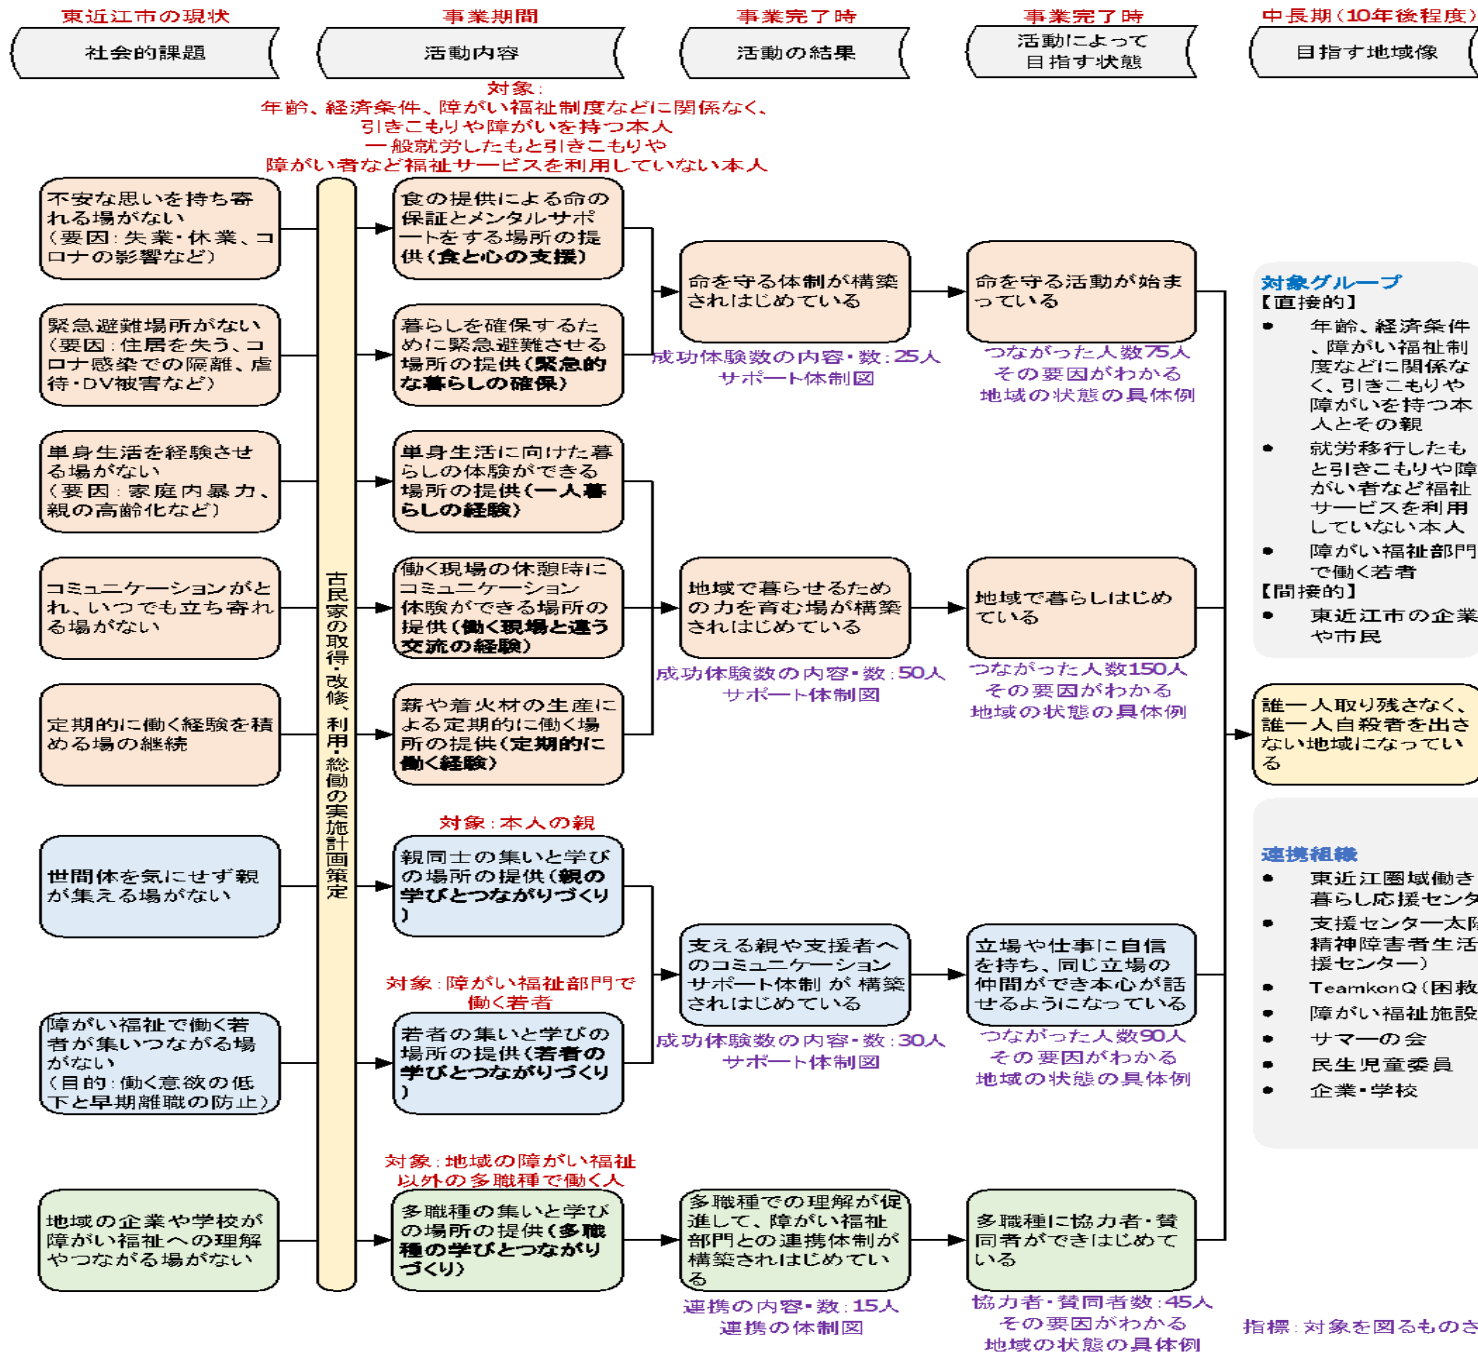 東近江市の現状
事業期間
事業完了時
事業完了時
中長期(10年後程度)
社会的課題
活動内容
活動の結果
活動によって
目指す状態
目指す地域像
対象:
年齢、経済条件、障がい福祉制度などに関係なく、
引きこもりや障がいを持つ本人
一般就労したもと引きこもりや
障がい者など福祉サービスを利用していない本人
不安な思いを持ち寄
れる場がない
(要因:失業・休業、コ
ロナの影響など)
緊急避難場所がない
(要因:住居を失う、コ
ロナ感染での隔離、虐
待・DV被害など)
単身生活を経験させ
る場がない
(要因:家庭内暴力、
親の高齢化など)
コミュニケーションがと
れ、いつでも立ち寄れ
る場がない
定期的に働く経験を積
める場の継続
世間体を気にせず親
が集える場がない
障がい福祉で働く若
者が集いつながる場
がない
(目的:働く意欲の低
下と早期離職の防止)
地域の企業や学校が
障がい福祉への理解
やつながる場がない
古民家の取得・改修、利用・総働の実施計画策定
食の提供による命の
保証とメンタルサポ
ートをする場所の提
供(食と心の支援)
暮らしを確保するた
めに緊急避難させる
場所の提供(緊急的
な暮らしの確保)
単身生活に向けた暮
らしの体験ができる
場所の提供(一人暮
らしの経験)
働く現場の休憩時に
コミュニケーション
体験ができる場所の
提供(働く現場と違う
交流の経験)
薪や着火材の生産に
よる定期的に働く場
所の提供(定期的に
働く経験)
対象:本人の親
親同士の集いと学び
の場所の提供(親の
学びとつながりづくり
)
対象:障がい福祉部門で
働く若者
若者の集いと学びの
場所の提供(若者の
学びとつながりづくり
)
対象:地域の障がい福祉
以外の多職種で働く人
多職種の集いと学び
の場所の提供(多職
種の学びとつながり
づくり)
命を守る体制が構築
されはじめている
成功体験数の内容・数:25人
サポート体制図
地域で暮らせるため
の力を育む場が構築
されはじめている
成功体験数の内容・数:50人
サポート体制図
支える親や支援者へ
のコミュニケーション
サポート体制 が 構築
されはじめている
成功体験数の内容・数:30人
サポート体制図
多職種での理解が促
進して、障がい福祉
部門との連携体制が
構築されはじめてい
る
連携の内容・数:15人
連携の体制図
命を守る活動が始ま
っている
つながった人数75人
その要因がわかる
地域の状態の具体例
地域で暮らしはじめ
ている
つながった人数150人
その要因がわかる
地域の状態の具体例
立場や仕事に自信
を持ち、同じ立場の
仲間ができ本心が話
せるようになっている
つながった人数90人
その要因がわかる
地域の状態の具体例
多職種に協力者・賛
同者ができはじめて
いる
協力者・賛同者数:45人
その要因がわかる
地域の状態の具体例
対象グループ
【直接的】
• 年齢、経済条件
、障がい福祉制
度などに関係な
く、引きこもりや
障がいを持つ本
人とその親
• 就労移行したも
と引きこもりや障
がい者など福祉
サービスを利用
していない本人
• 障がい福祉部門
で働く若者
【間接的】
• 東近江市の企業
や市民
誰一人取り残さなく、
誰一人自殺者を出さ
ない地域になってい
る
連携組織
• 東近江圏域働き
暮らし応援センタ
• 支援センター太陽
精神障害者生活
援センター)
• TeamkonQ(困救
• 障がい福祉施設
• サマーの会
• 民生児童委員
• 企業・学校
指標:対象を図るものさ